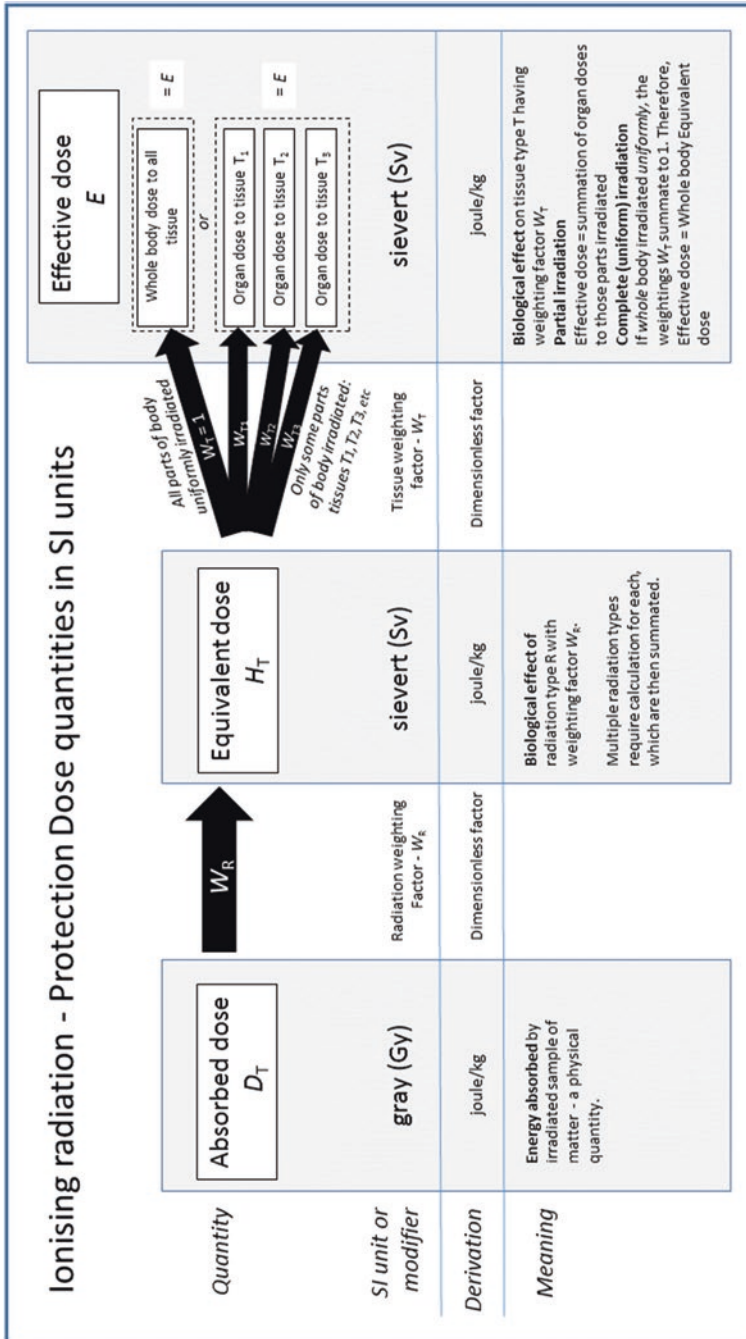 Ionising radiation - Protection Dose quantities in SI units
Quantity
Absorbed dose
D_T
W_R
Equivalent dose
H_T
All parts of body
uniformly irradiated
W_T = 1
W_T1
W_T2
W_T3
Only some parts
of body irradiated:
tissues T1, T2, T3, etc
Effective dose
E
Whole body dose to all
tissue
= E
or
Organ dose to tissue T_1
Organ dose to tissue T_2
Organ dose to tissue T_3
= E
SI unit or
modifier
gray (Gy)
Radiation weighting
Factor - W_R
sievert (Sv)
Tissue weighting
factor - W_T
sievert (Sv)
Derivation
joule/kg
Dimensionless factor
joule/kg
Dimensionless factor
joule/kg
Meaning
Energy absorbed by
irradiated sample of
matter - a physical
quantity.
Biological effect of
radiation type R with
weighting factor W_R.
Multiple radiation types
require calculation for each,
which are then summated.
Biological effect on tissue type T having
weighting factor W_T
Partial irradiation
Effective dose = summation of organ doses
to those parts irradiated
Complete (uniform) irradiation
If whole body irradiated uniformly, the
weightings W_T summate to 1. Therefore,
Effective dose = Whole body Equivalent
dose